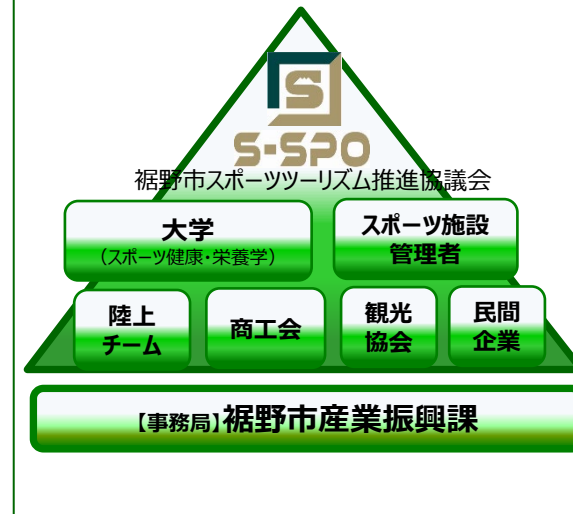 S
S-SPO
裾野市スポーツツーリズム推進協議会
大学
（スポーツ健康・栄養学）
スポーツ施設
管理者
陸上
チーム
商工会
観光
協会
民間
企業
【事務局】裾野市産業振興課